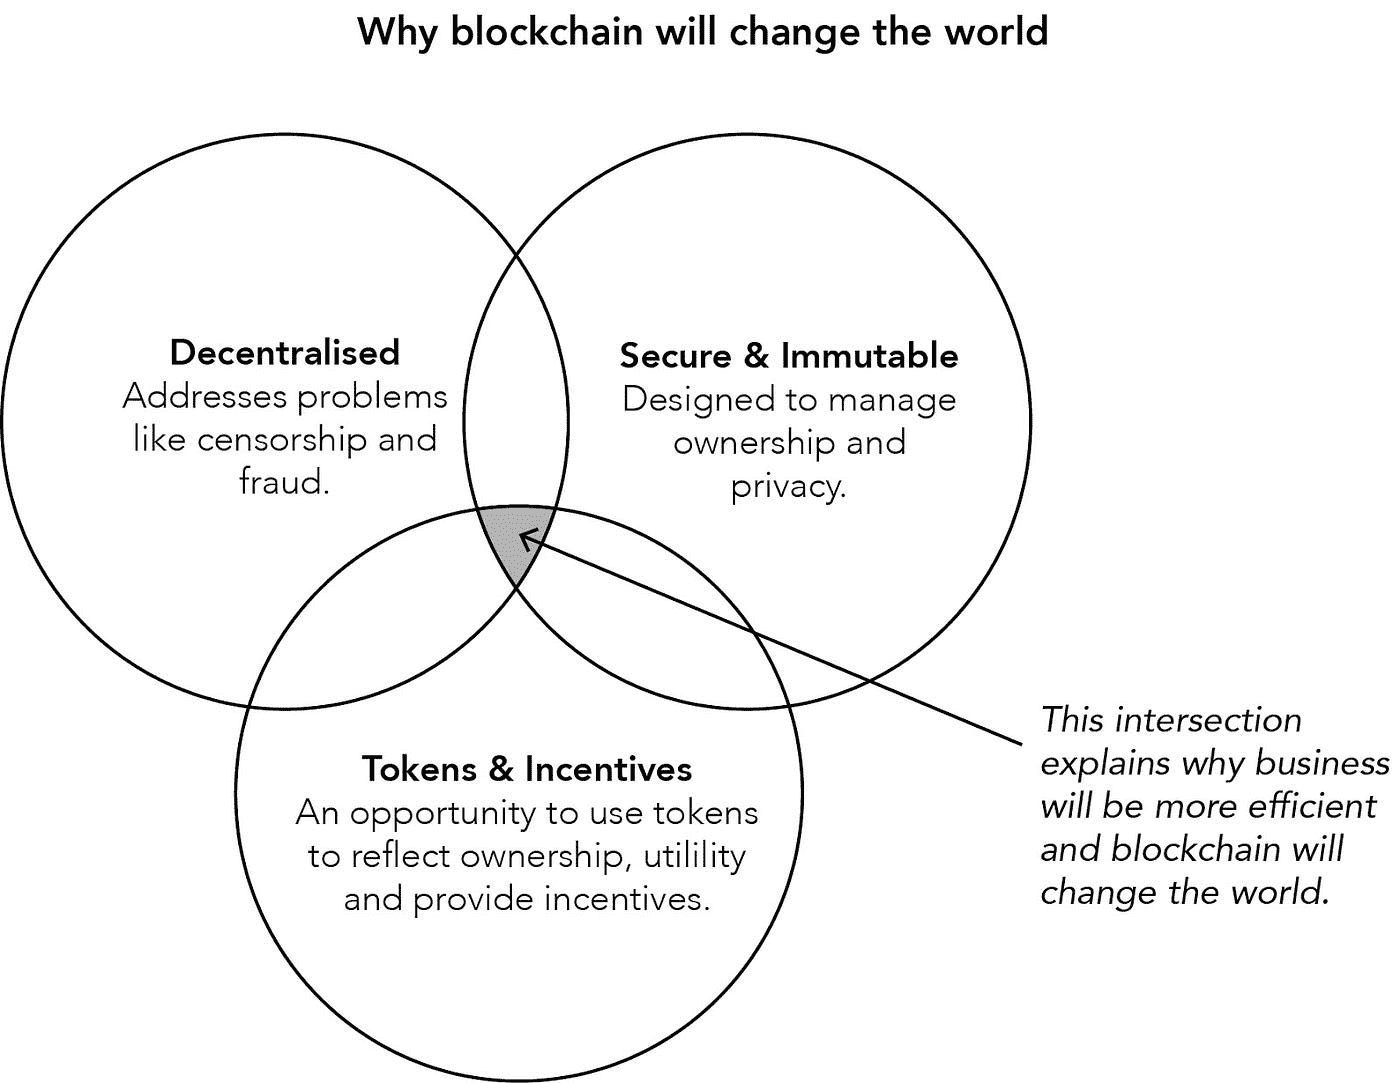 Why blockchain will change the world
Decentralised
Addresses problems
like censorship and
fraud.
Secure & Immutable
Designed to manage
ownership and
privacy.
Tokens & Incentives
An opportunity to use tokens
to reflect ownership, utilility
and provide incentives.
This intersection
explains why business
will be more efficient
and blockchain will
change the world.